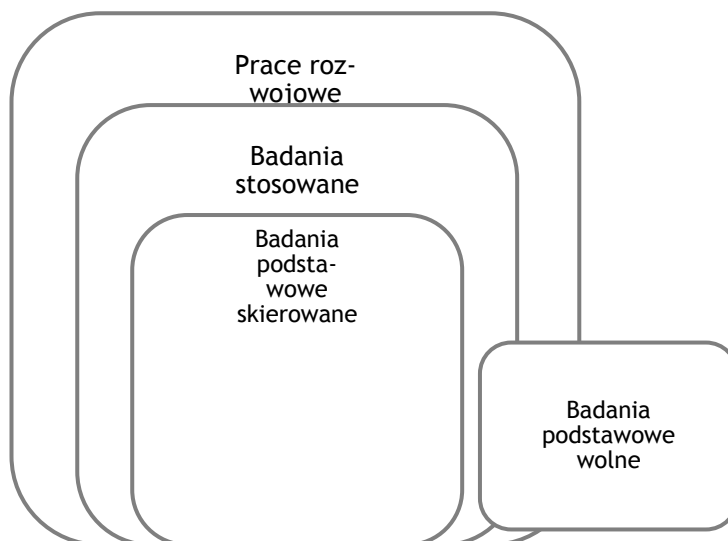 Prace roz-
wojowe
Badania
stosowane
Badania
podsta-
wowe
skierowane
Badania
podstawowe
wolne